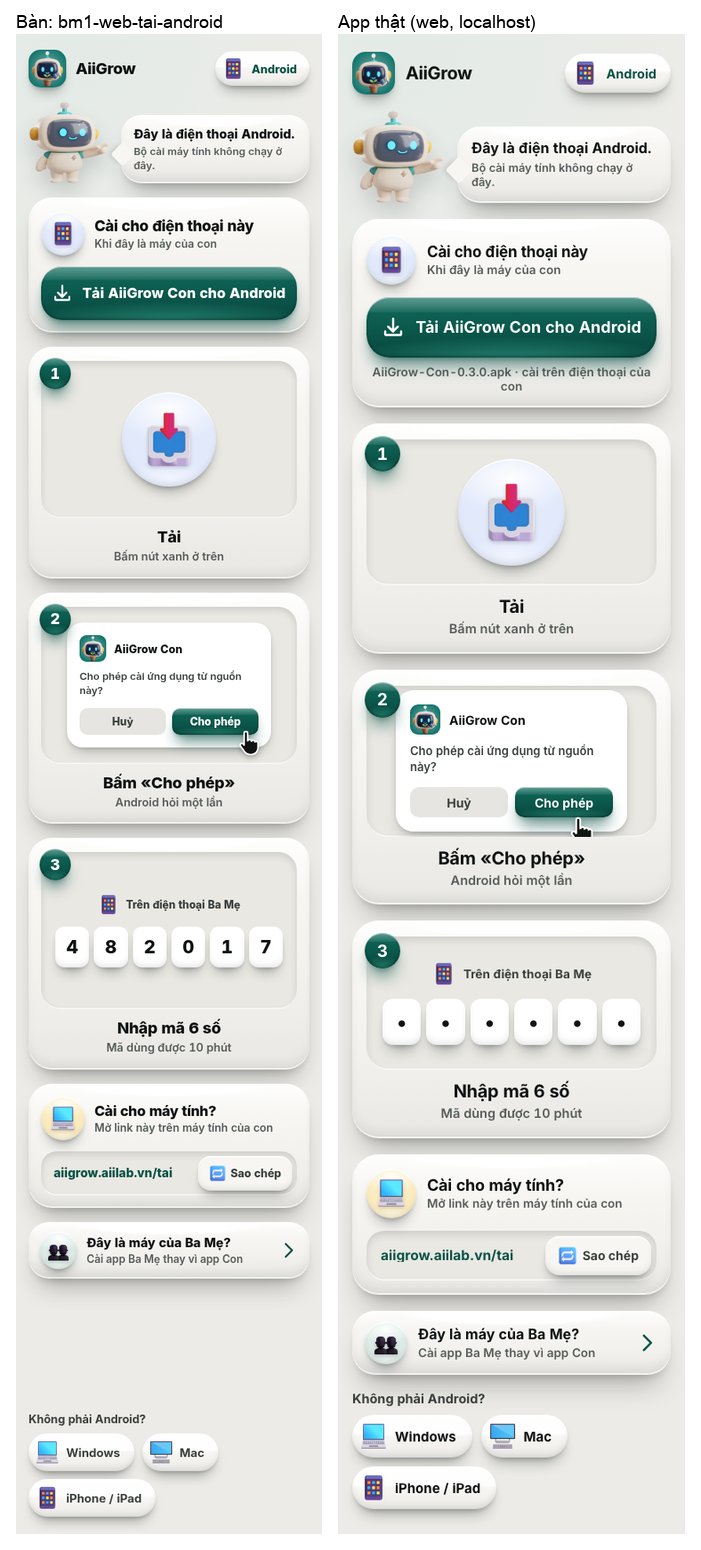 Bàn: bm1-web-tai-android
AiiGrow
Android
Đây là điện thoại Android.
Bộ cài máy tính không chạy ở
đây.
Cài cho điện thoại này
Khi đây là máy của con
Tải AiiGrow Con cho Android
1
Tải
Bấm nút xanh ở trên
2
AiiGrow Con
Cho phép cài ứng dụng từ nguồn
này?
Huỷ
Cho phép
Bấm «Cho phép»
Android hỏi một lần
3
Trên điện thoại Ba Mẹ
4 8 2 0 1 7
Nhập mã 6 số
Mã dùng được 10 phút
Cài cho máy tính?
Mở link này trên máy tính của con
aiigrow.aiilab.vn/tai
Sao chép
Đây là máy của Ba Mẹ?
Cài app Ba Mẹ thay vì app Con
Không phải Android?
Windows
Mac
iPhone / iPad
App thật (web, localhost)
AiiGrow
Android
Đây là điện thoại Android.
Bộ cài máy tính không chạy ở
đây.
Cài cho điện thoại này
Khi đây là máy của con
Tải AiiGrow Con cho Android
AiiGrow-Con-0.3.0.apk · cài trên điện thoại của
con
1
Tải
Bấm nút xanh ở trên
2
AiiGrow Con
Cho phép cài ứng dụng từ nguồn
này?
Huỷ
Cho phép
Bấm «Cho phép»
Android hỏi một lần
3
Trên điện thoại Ba Mẹ
• • • • • •
Nhập mã 6 số
Mã dùng được 10 phút
Cài cho máy tính?
Mở link này trên máy tính của con
aiigrow.aiilab.vn/tai
Sao chép
Đây là máy của Ba Mẹ?
Cài app Ba Mẹ thay vì app Con
Không phải Android?
Windows
Mac
iPhone / iPad